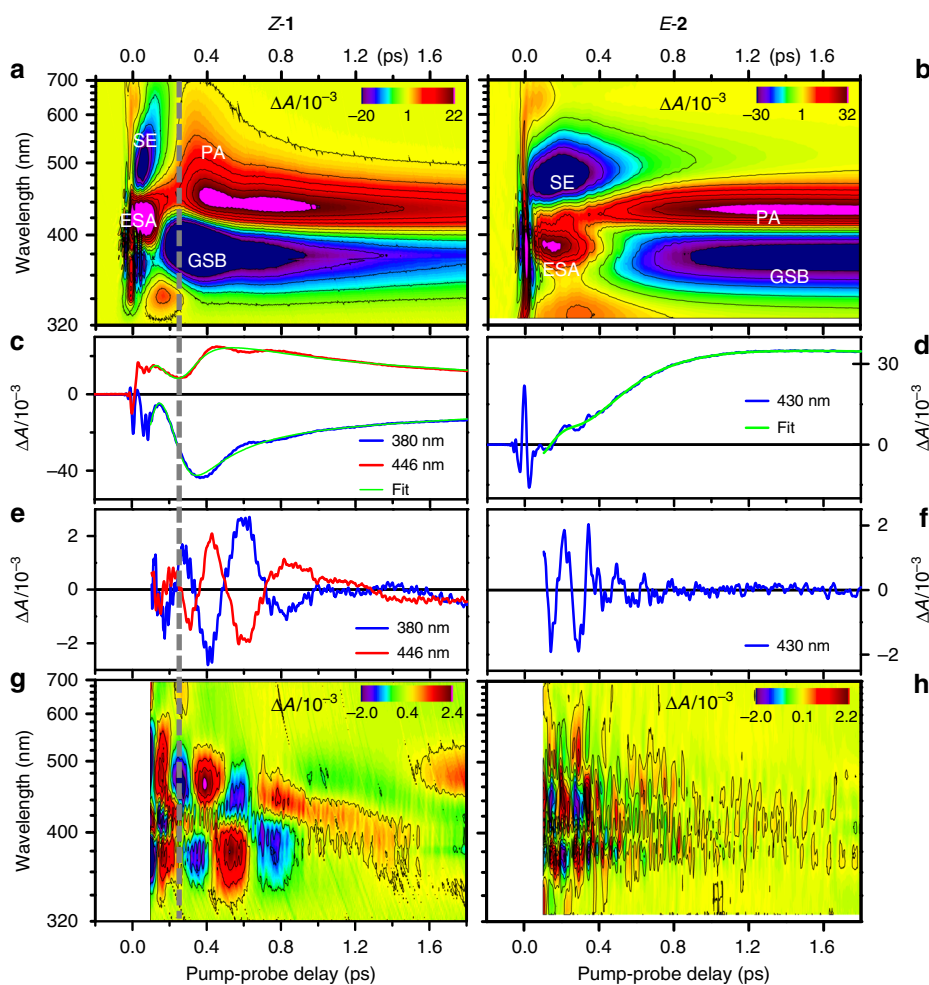 Z-1
E-2
0.0 0.4 0.8 (ps) 1.6
0.0 0.4 0.8 (ps) 1.6
a
b
700
600
500
400
320
Wavelength (nm)
ΔA/10⁻³
−20 1 22
SE
PA
ESA
GSB
ΔA/10⁻³
−30 1 32
SE
PA
ESA
GSB
c
d
0
−40
ΔA/10⁻³
380 nm
446 nm
Fit
430 nm
Fit
30
0
ΔA/10⁻³
e
f
2
0
−2
ΔA/10⁻³
380 nm
446 nm
430 nm
2
0
−2
ΔA/10⁻³
g
h
700
600
500
400
320
Wavelength (nm)
ΔA/10⁻³
−2.0 0.4 2.4
ΔA/10⁻³
−2.0 0.1 2.2
0.0 0.4 0.8 1.2 1.6
0.0 0.4 0.8 1.2 1.6
Pump-probe delay (ps)
Pump-probe delay (ps)